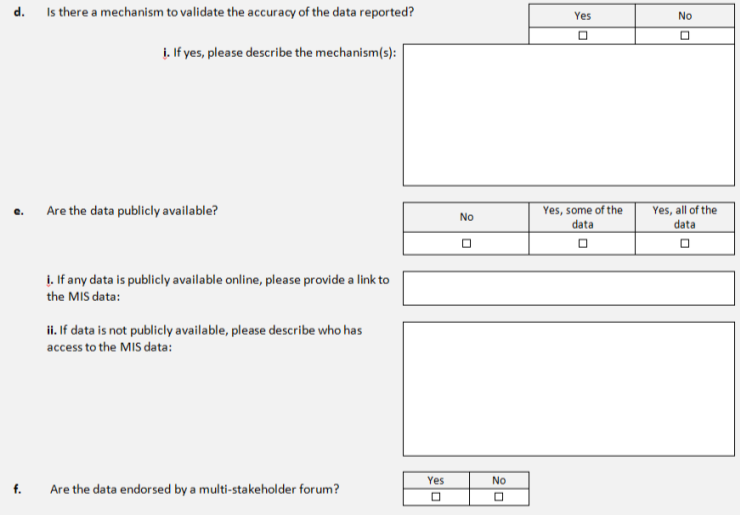 d. Is there a mechanism to validate the accuracy of the data reported?
Yes No
☐ ☐
i. If yes, please describe the mechanism(s):
e. Are the data publicly available?
No Yes, some of the data Yes, all of the data
☐ ☐ ☐
i. If any data is publicly available online, please provide a link to
the MIS data:
ii. If data is not publicly available, please describe who has
access to the MIS data:
f. Are the data endorsed by a multi-stakeholder forum?
Yes No
☐ ☐